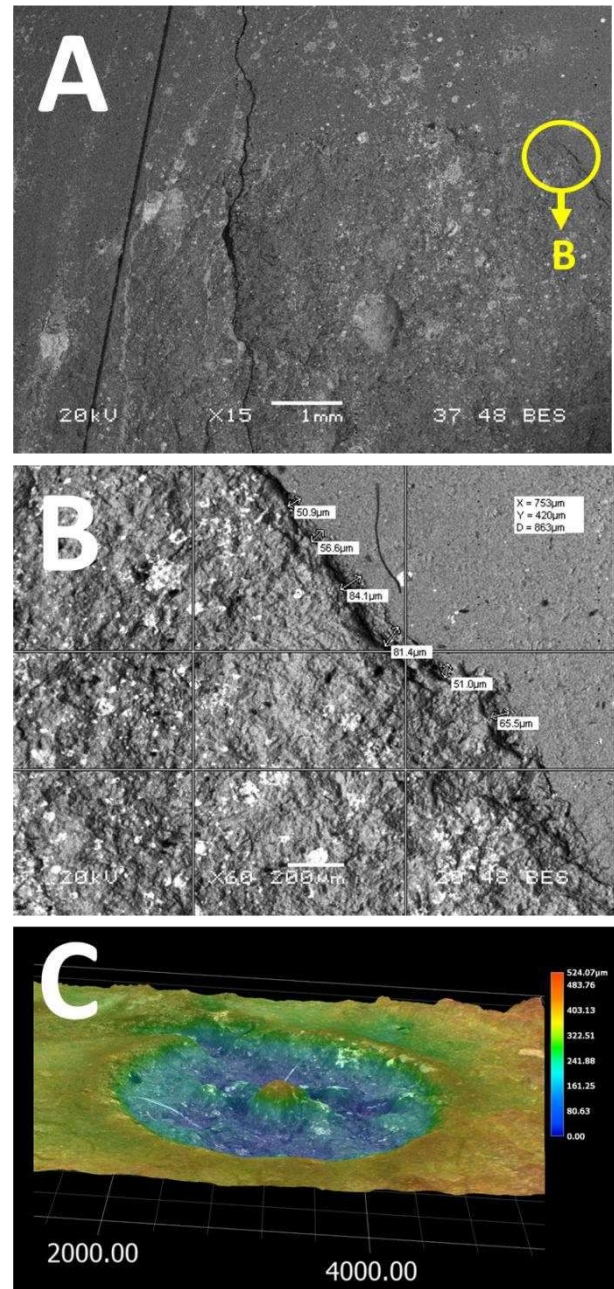 A
B
20kV X15 1mm 37 48 BES
B
X = 753µm
Y = 420µm
D = 863µm
50.9µm
56.6µm
84.1µm
81.4µm
51.0µm
65.5µm
20kV X60 200µm 20 48 BES
C
524.07µm
483.76
403.13
322.51
241.88
161.25
80.63
0.00
2000.00
4000.00